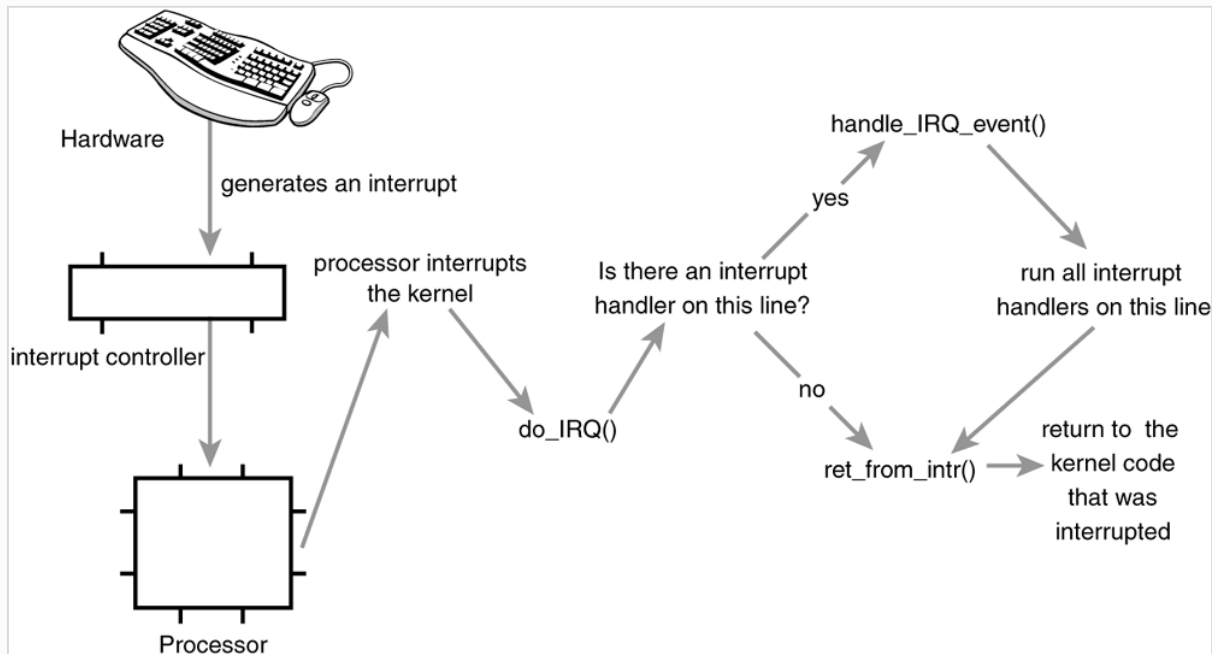 Hardware
generates an interrupt
interrupt controller
Processor
processor interrupts
the kernel
do_IRQ()
Is there an interrupt
handler on this line?
yes
no
handle_IRQ_event()
run all interrupt
handlers on this line
ret_from_intr()
return to the
kernel code
that was
interrupted